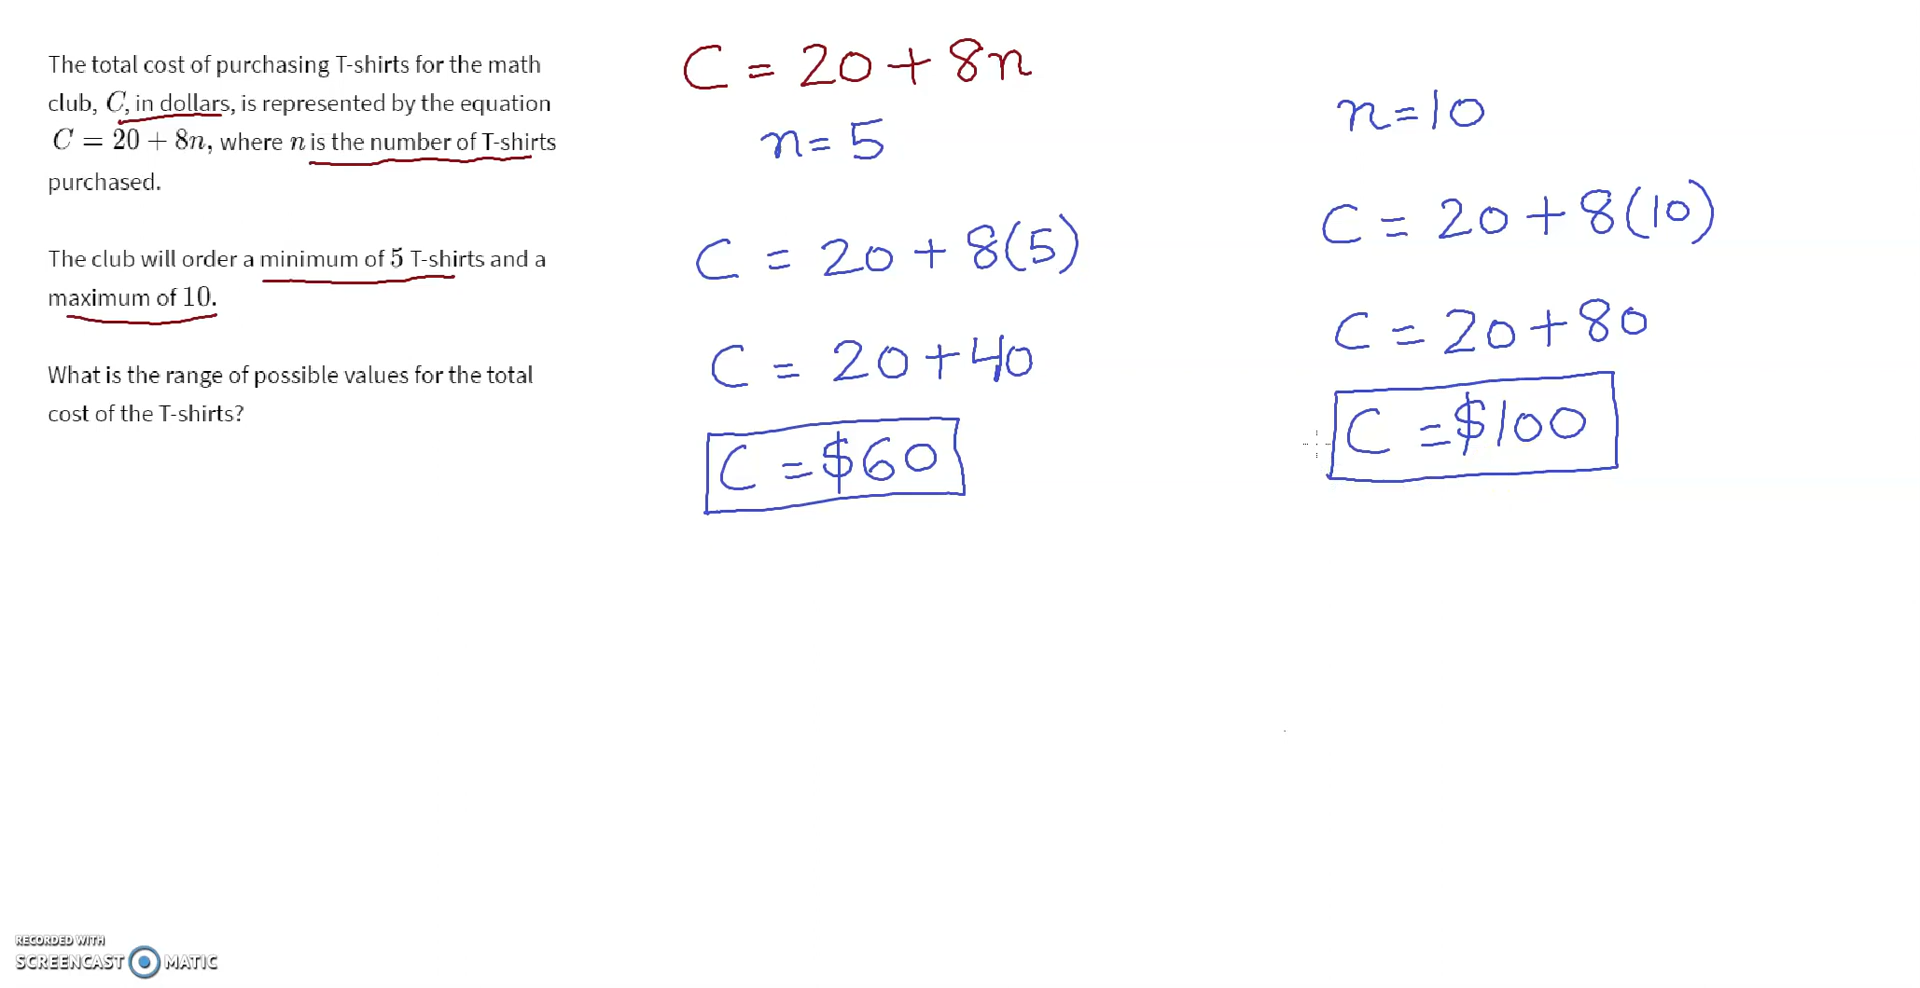 The total cost of purchasing T-shirts for the math
club, C, in dollars, is represented by the equation
C = 20 + 8n, where n is the number of T-shirts
purchased.
The club will order a minimum of 5 T-shirts and a
maximum of 10.
What is the range of possible values for the total
cost of the T-shirts?
C = 20 + 8n
n = 5
C = 20 + 8(5)
C = 20 + 40
C = $60
n = 10
C = 20 + 8(10)
C = 20 + 80
C = $100
RECORDED WITH
SCREENCAST MATIC